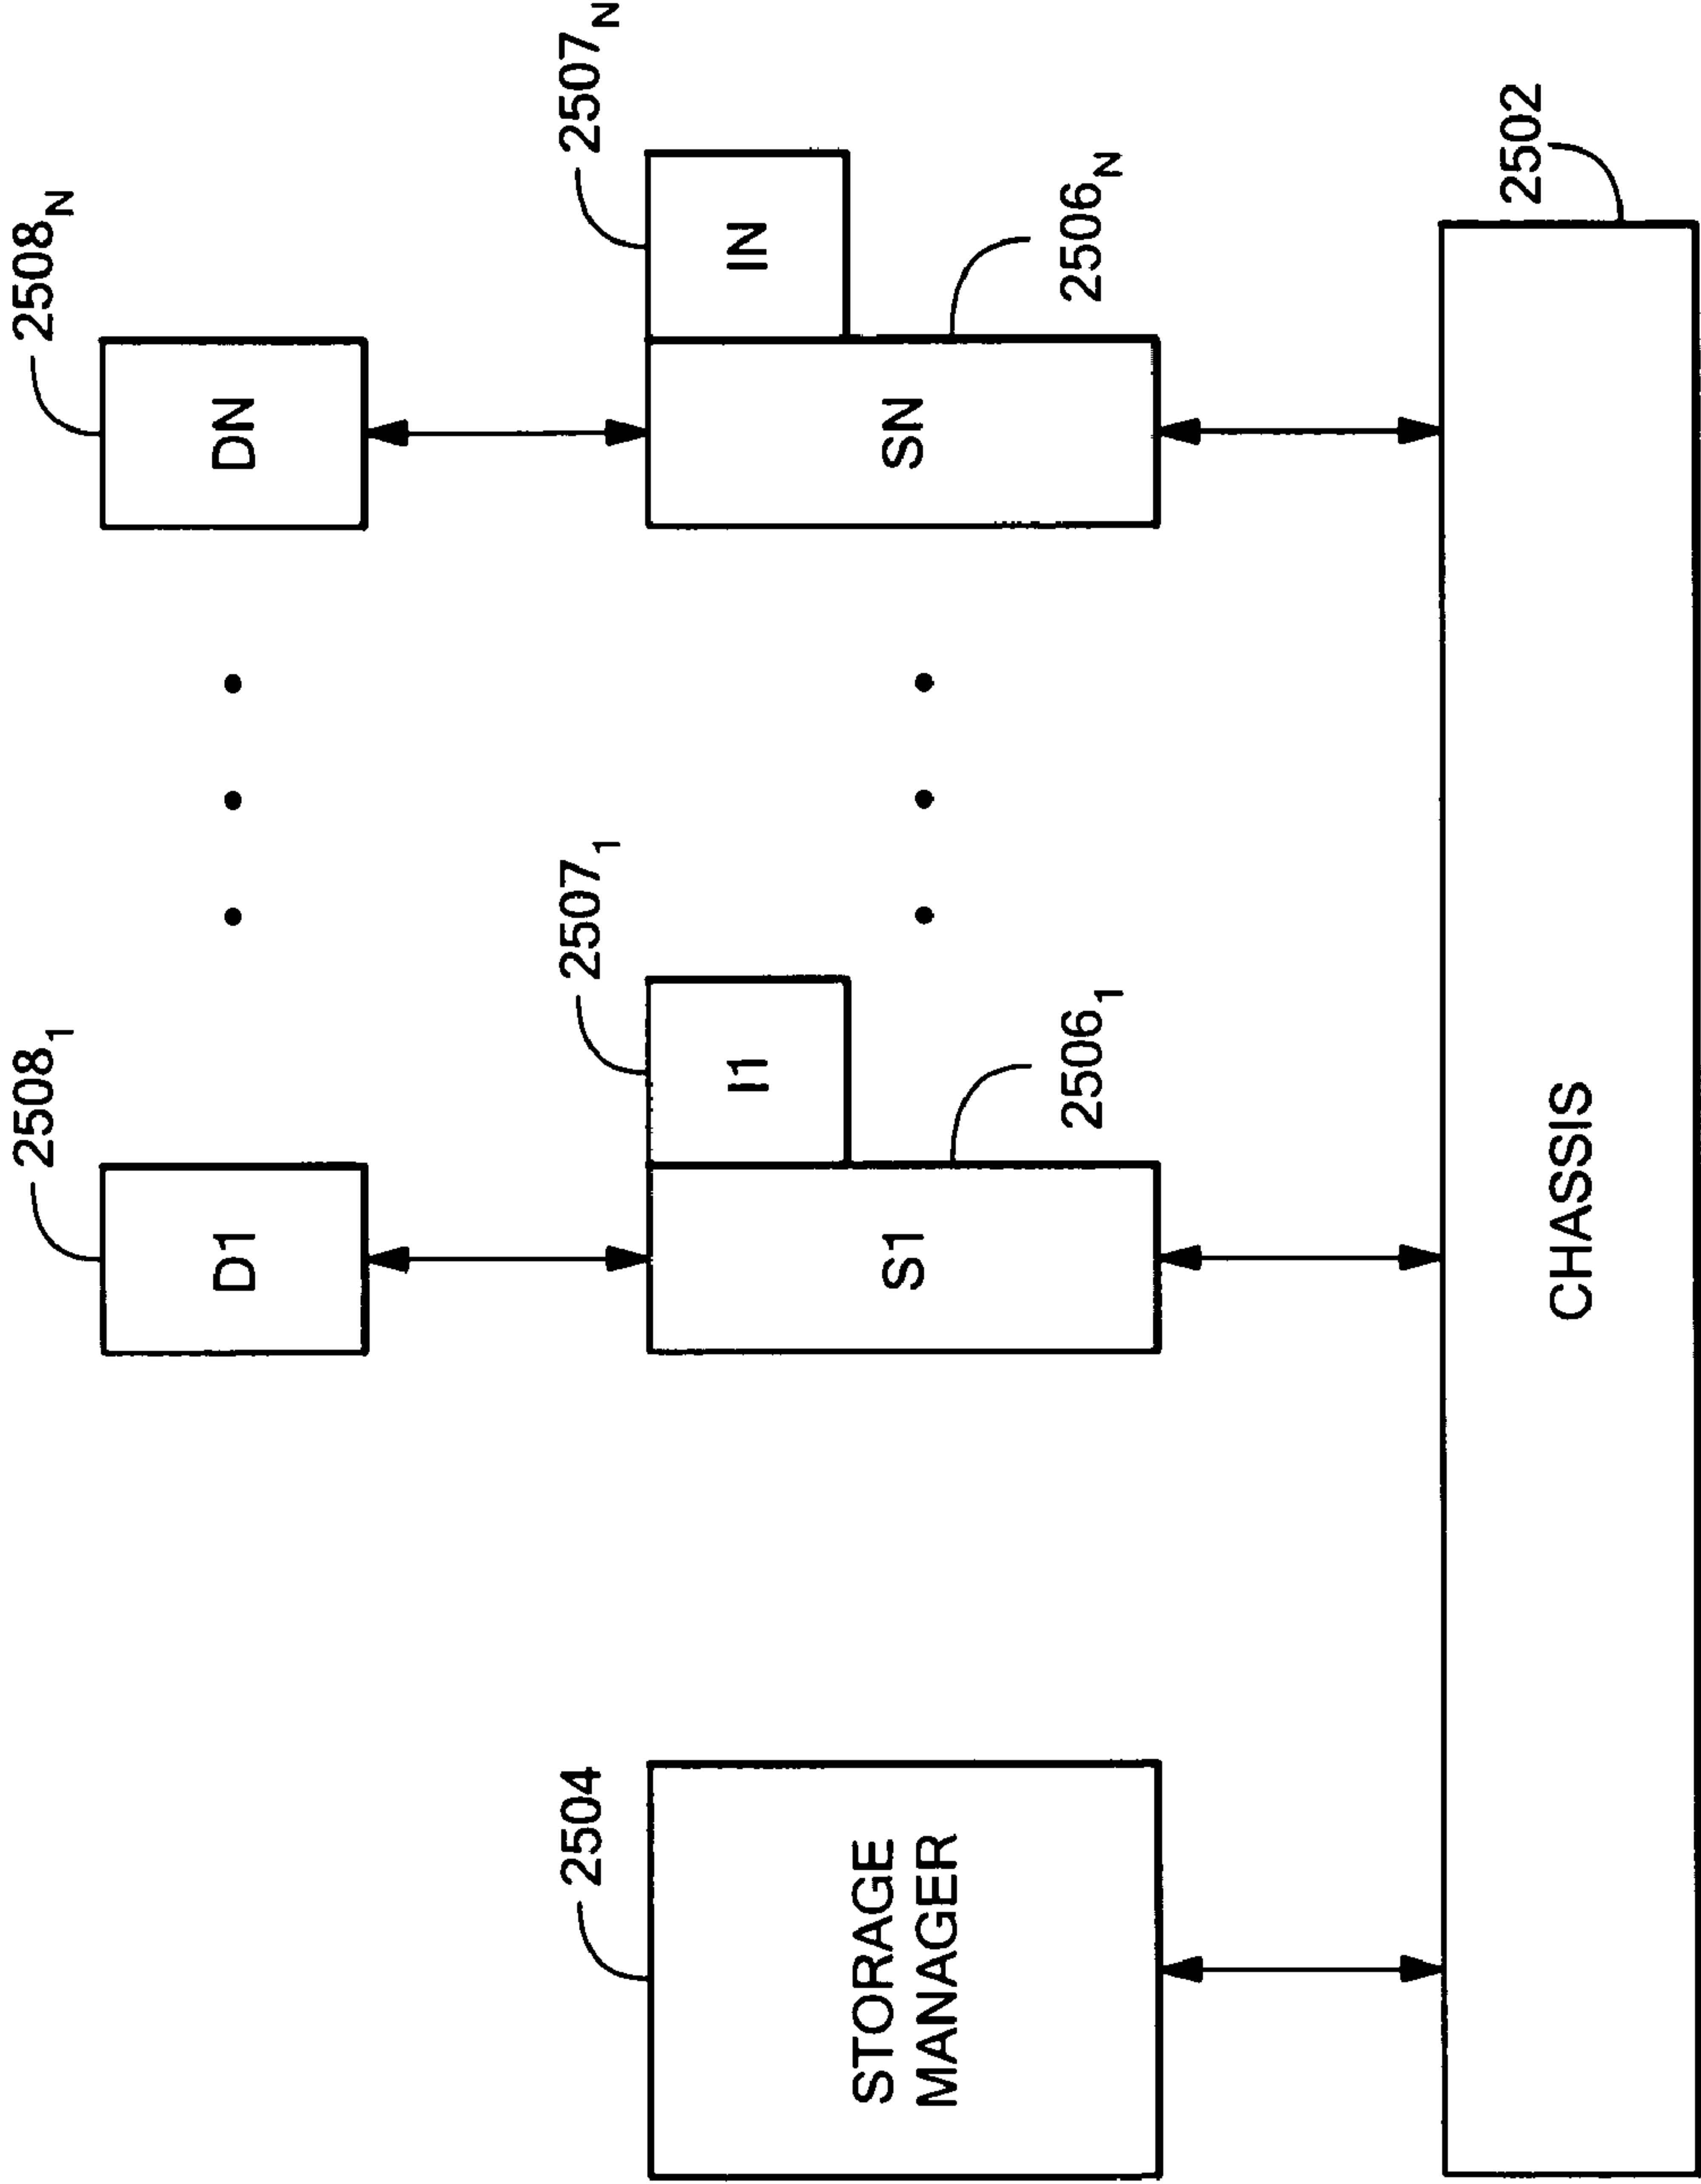 2508₁
2508N
D1
DN
2504
2507₁
2507N
I1
IN
STORAGE
MANAGER
S1
SN
2506₁
2506N
2502
CHASSIS